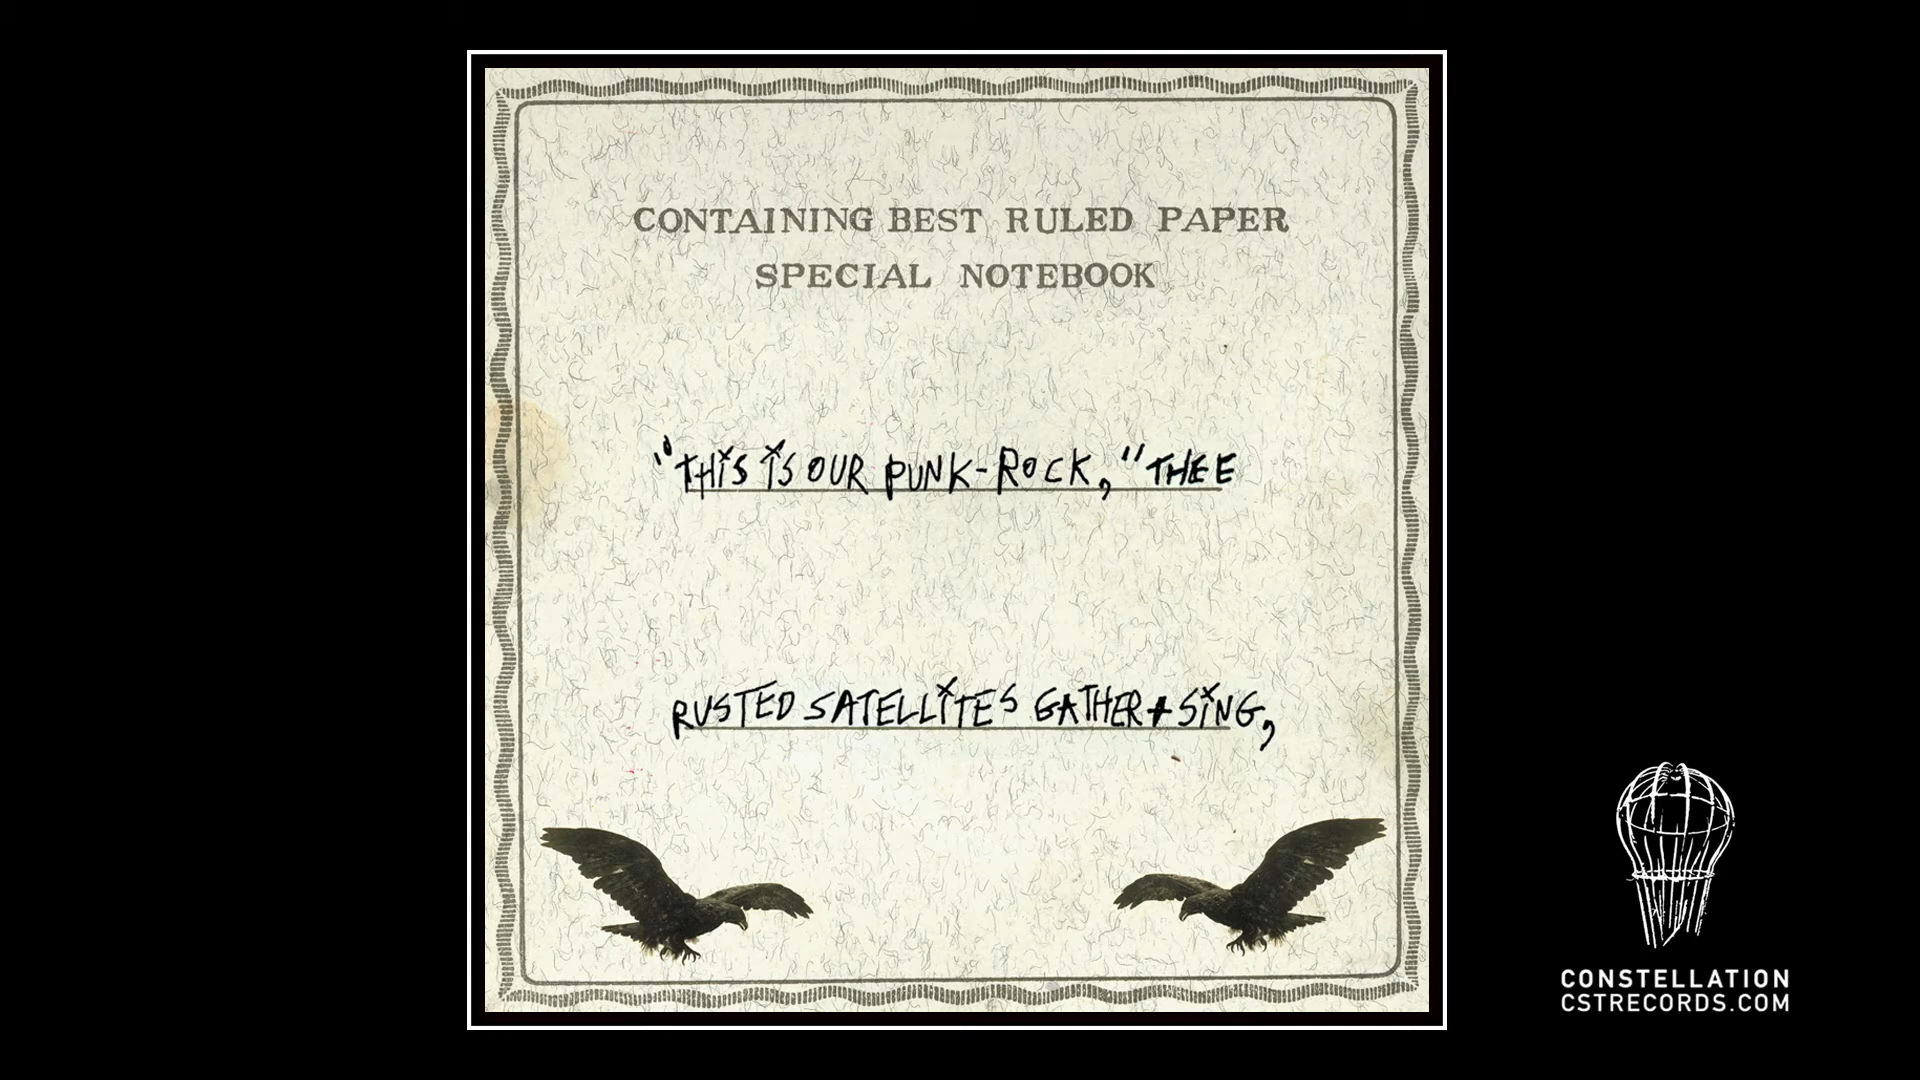 CONTAINING BEST RULED PAPER
SPECIAL NOTEBOOK
"THIS IS OUR PUNK-ROCK," THEE
RUSTED SATELLITES GATHER + SING,
CONSTELLATION
CSTRECORDS.COM